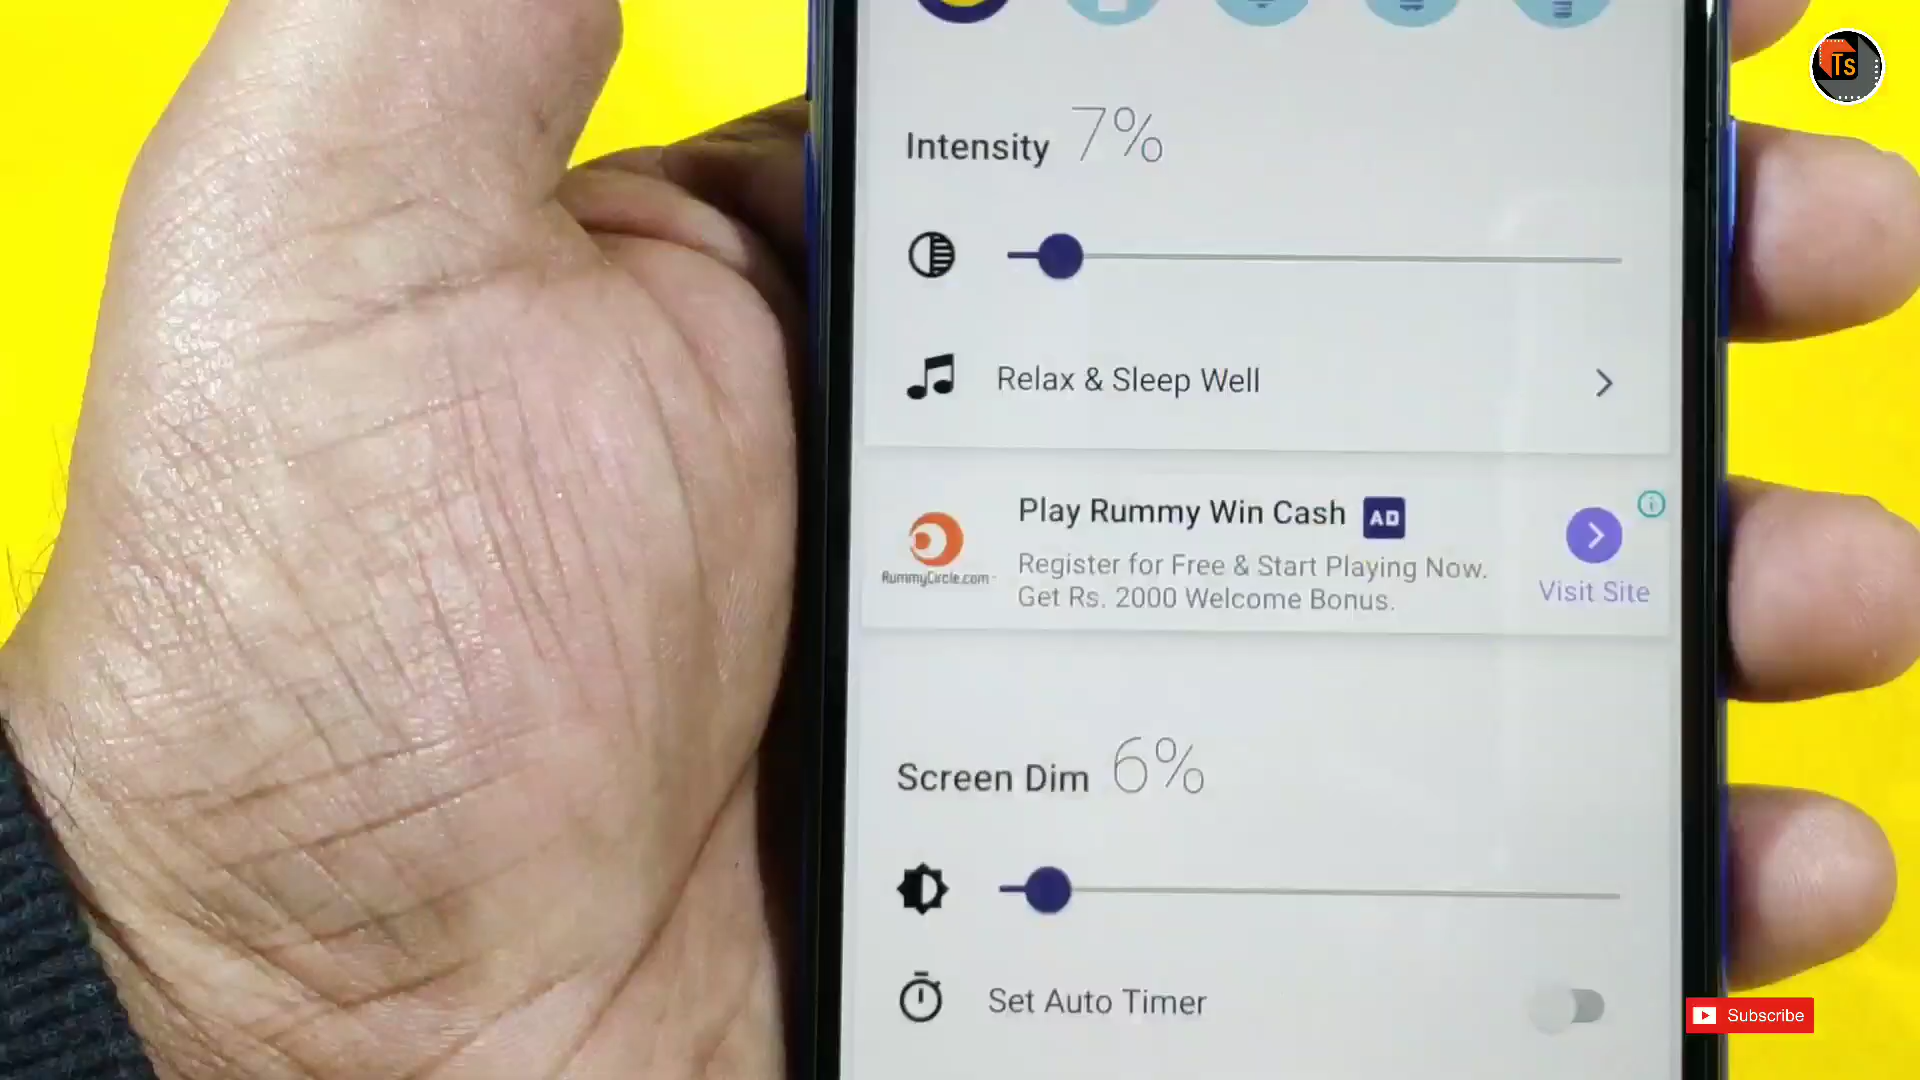 Ts
Intensity 7%
Relax & Sleep Well
Play Rummy Win Cash AD
Register for Free & Start Playing Now.
Get Rs. 2000 Welcome Bonus.
RummyCircle.com
Visit Site
Screen Dim 6%
Set Auto Timer
Subscribe